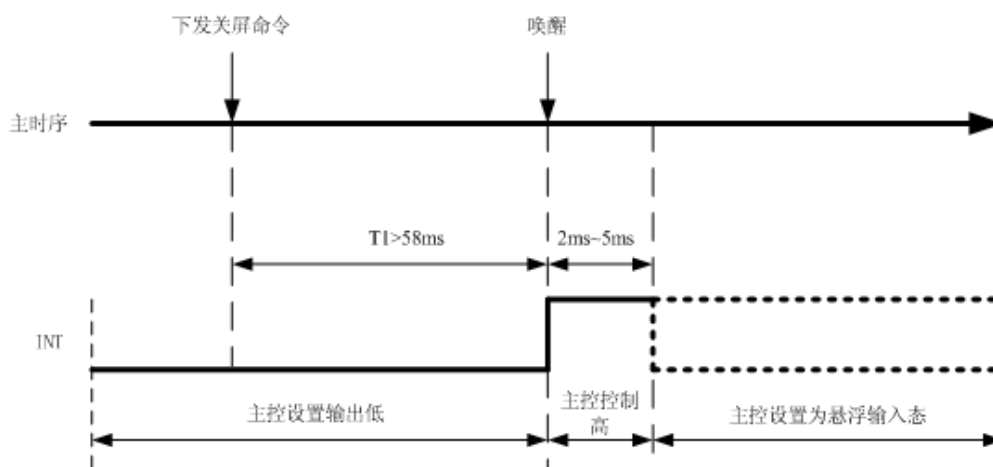 下发关屏命令
唤醒
主时序
T1>58ms
2ms~5ms
INT
主控设置输出低
主控控制
高
主控设置为悬浮输入态